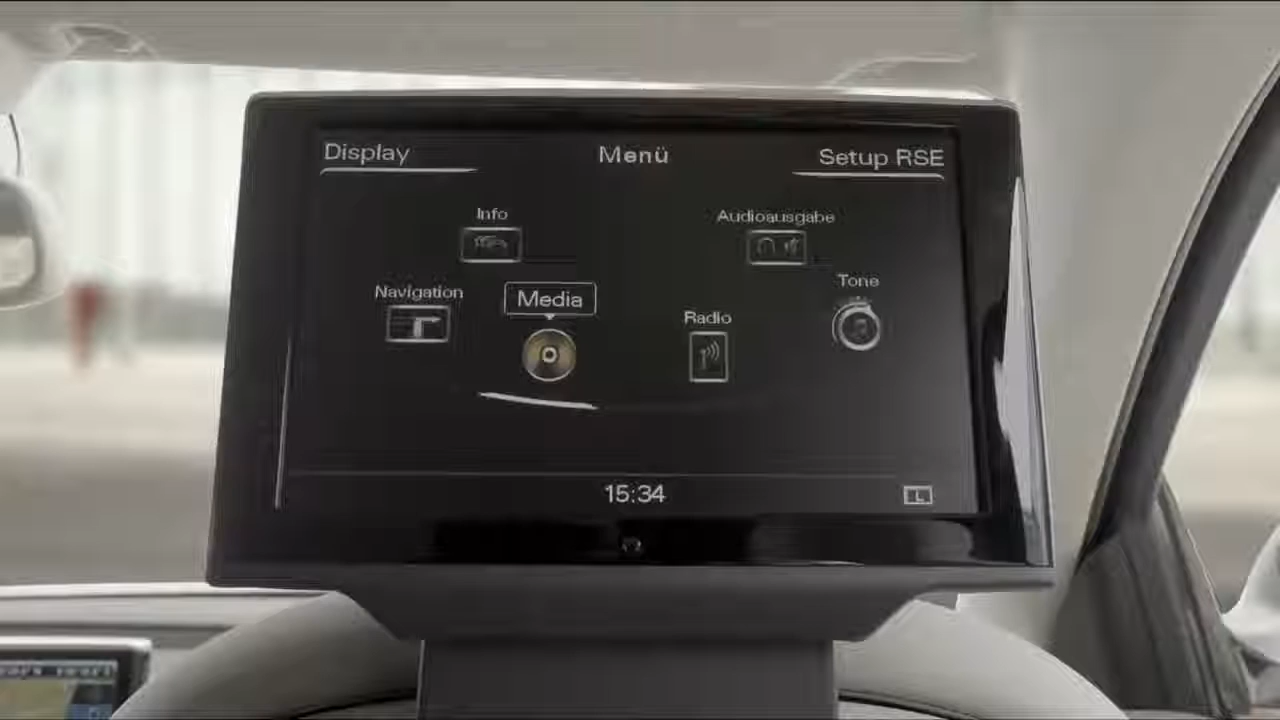 Display
Menü
Setup RSE
Info
Audioausgabe
Navigation
Media
Radio
Tone
15:34
L